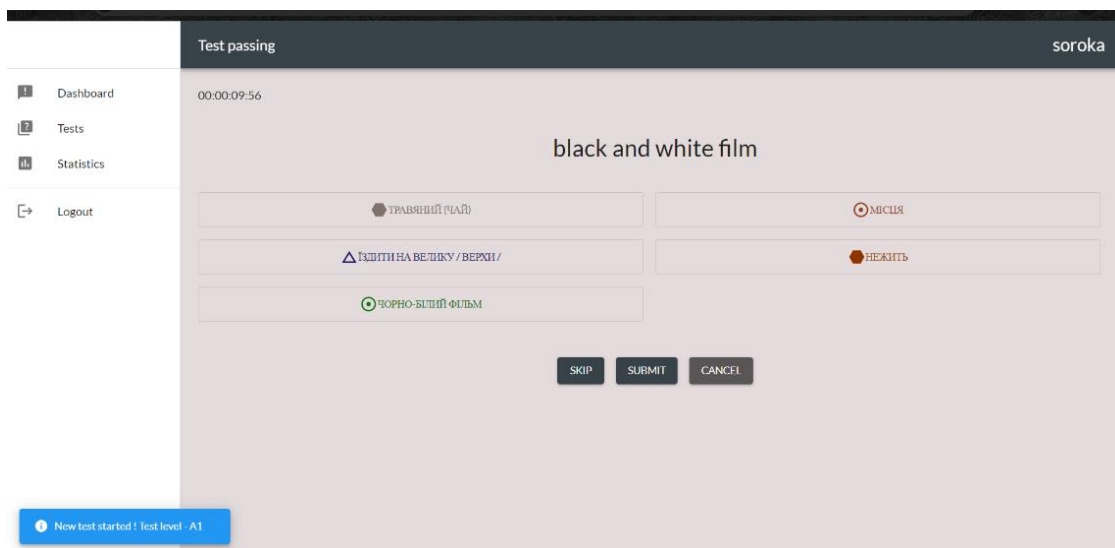 Test passing
soroka
Dashboard
Tests
Statistics
Logout
00:00:09:56
black and white film
ТРАВЯНИЙ (ЧАЙ)
МІСЦЯ
ЇЗДИТИ НА ВЕЛИКУ / ВЕРХИ /
НЕЖИТЬ
ЧОРНО-БІЛИЙ ФІЛЬМ
SKIP
SUBMIT
CANCEL
New test started ! Test level - A1